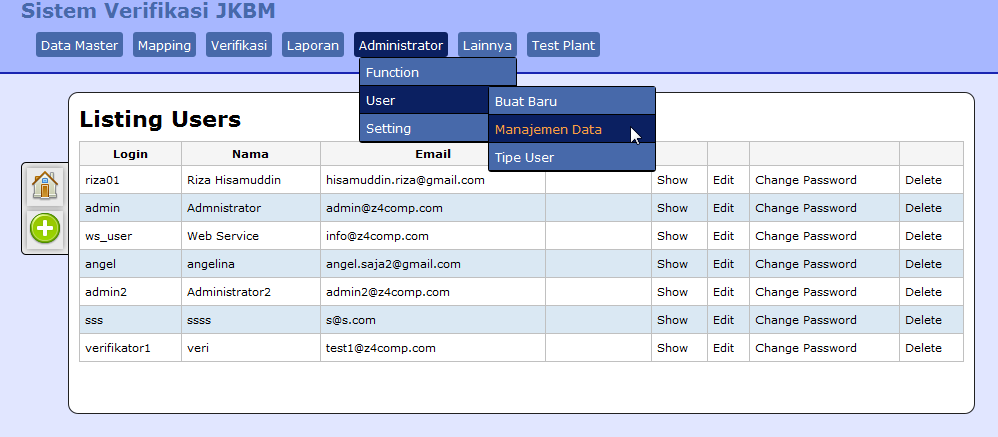 Sistem Verifikasi JKBM
Data Master Mapping Verifikasi Laporan Administrator Lainnya Test Plant
Function
User
Setting
Buat Baru
Manajemen Data
Tipe User
Listing Users
Login Nama Email
riza01 Riza Hisamuddin hisamuddin.riza@gmail.com Show Edit Change Password Delete
admin Admnistrator admin@z4comp.com Show Edit Change Password Delete
ws_user Web Service info@z4comp.com Show Edit Change Password Delete
angel angelina angel.saja2@gmail.com Show Edit Change Password Delete
admin2 Administrator2 admin2@z4comp.com Show Edit Change Password Delete
sss ssss s@s.com Show Edit Change Password Delete
verifikator1 veri test1@z4comp.com Show Edit Change Password Delete